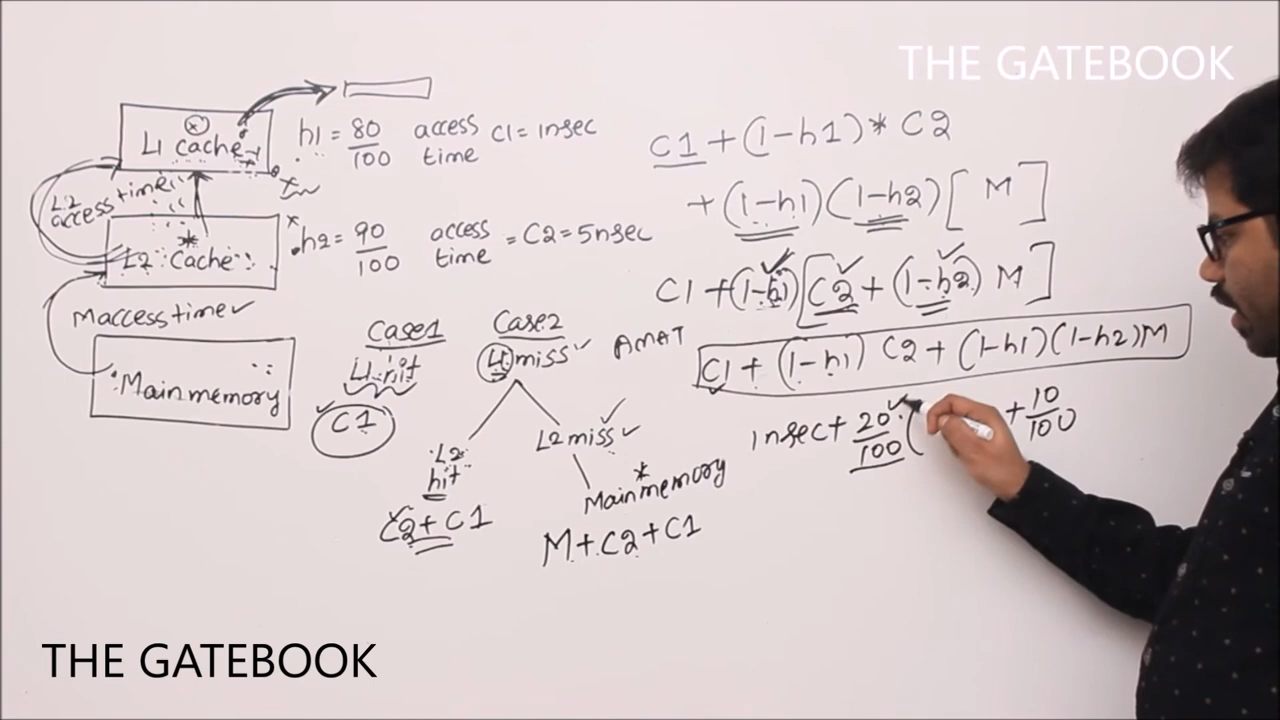 THE GATEBOOK
L1 cache
h1 = 80/100 access time C1 = 1nsec
L2 access time
L2 Cache
h2 = 90/100 access time = C2 = 5nsec
M access time ✓
Main memory
Case1
L1 hit
C1
Case2
L1 miss ✓
L2 hit
C2 + C1
L2 miss ✓
Main memory
M + C2 + C1
AMAT
C1 + (1-h1) * C2
+ (1-h1) (1-h2) [ M ]
C1 + (1-h1) [C2 + (1-h2) M]
C1 + (1-h1) C2 + (1-h1) (1-h2) M
1nsec + 20/100 ( + 10/100
THE GATEBOOK